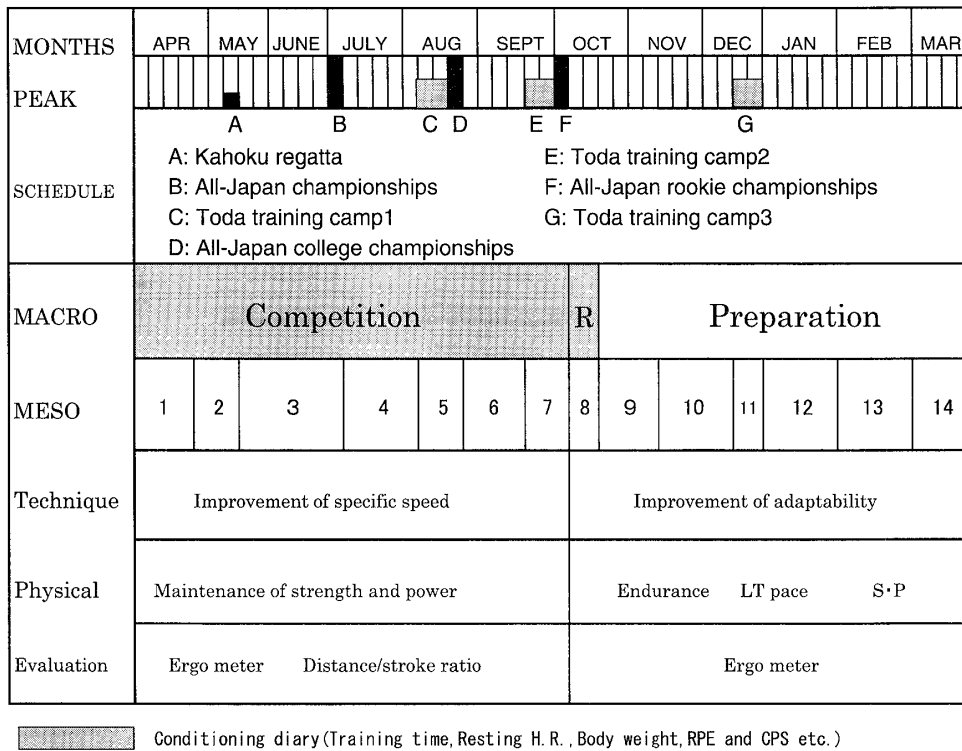 MONTHS APR MAY JUNE JULY AUG SEPT OCT NOV DEC JAN FEB MAR
PEAK
A B C D E F G
SCHEDULE
A: Kahoku regatta E: Toda training camp2
B: All-Japan championships F: All-Japan rookie championships
C: Toda training camp1 G: Toda training camp3
D: All-Japan college championships
MACRO Competition R Preparation
MESO 1 2 3 4 5 6 7 8 9 10 11 12 13 14
Technique Improvement of specific speed Improvement of adaptability
Physical Maintenance of strength and power Endurance LT pace S・P
Evaluation Ergo meter Distance/stroke ratio Ergo meter
Conditioning diary(Training time,Resting H.R.,Body weight,RPE and CPS etc.)